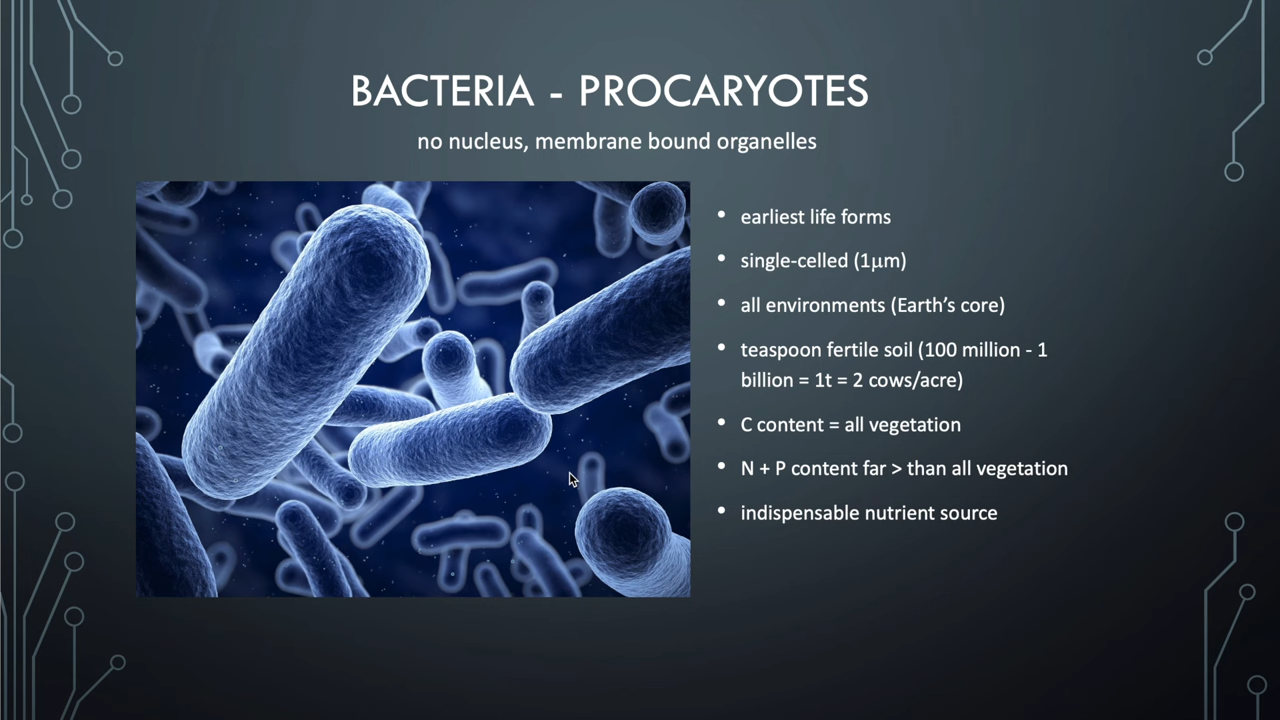 BACTERIA - PROCARYOTES
no nucleus, membrane bound organelles
• earliest life forms
• single-celled (1µm)
• all environments (Earth’s core)
• teaspoon fertile soil (100 million - 1
billion = 1t = 2 cows/acre)
• C content = all vegetation
• N + P content far > than all vegetation
• indispensable nutrient source